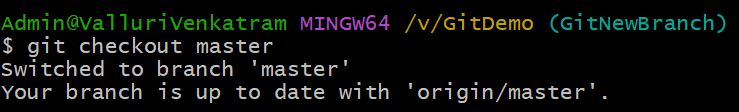 Admin@ValluriVenkatram MINGW64 /v/GitDemo (GitNewBranch)
$ git checkout master
Switched to branch 'master'
Your branch is up to date with 'origin/master'.